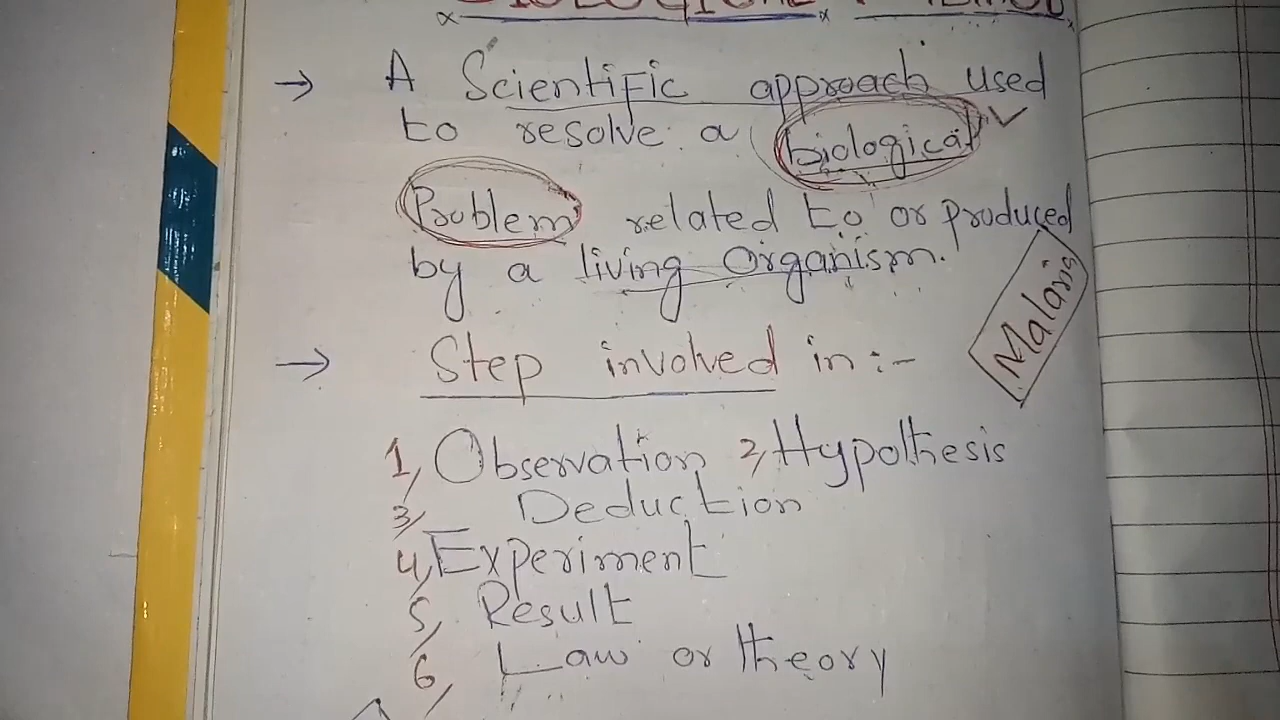 → A Scientific approach used
to resolve a biological
Problem related to or produced
by a living Organism.
Malaria
→ Step involved in :-
1, Observation 2, Hypothesis
3, Deduction
4, Experiment
5, Result
6, Law or theory